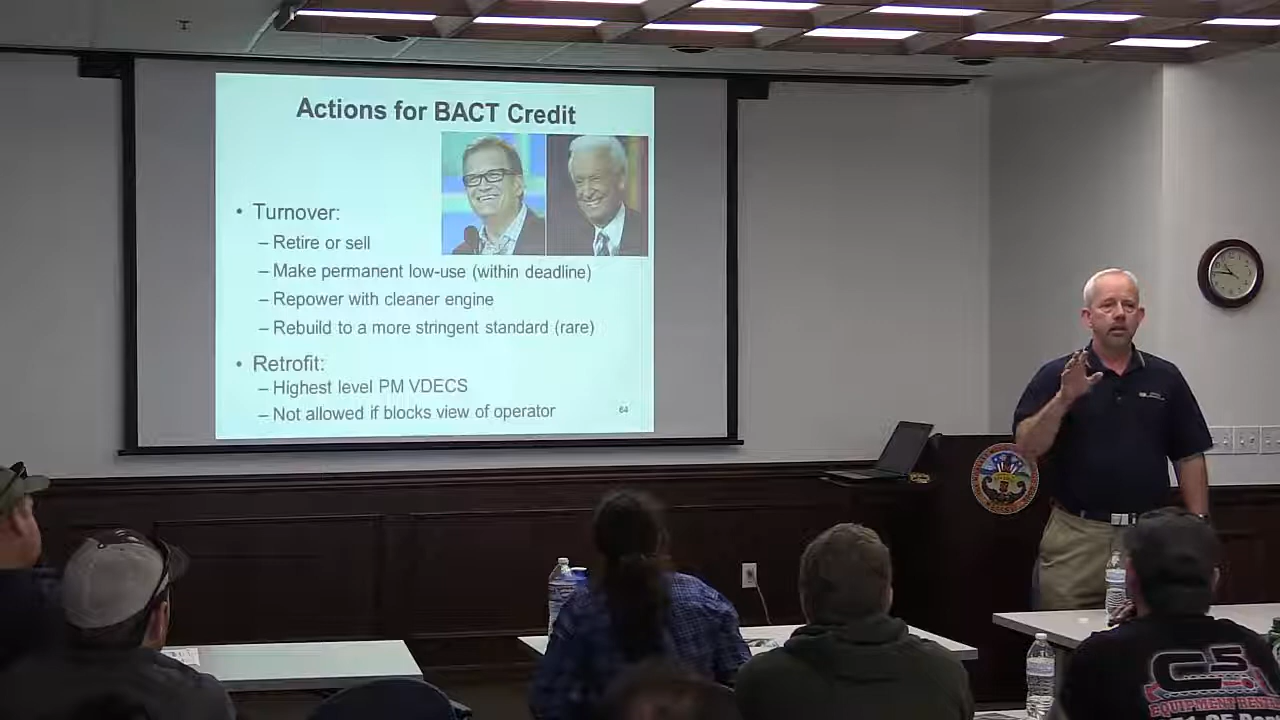 Actions for BACT Credit
• Turnover:
– Retire or sell
– Make permanent low-use (within deadline)
– Repower with cleaner engine
– Rebuild to a more stringent standard (rare)
• Retrofit:
– Highest level PM VDECS
– Not allowed if blocks view of operator
64
C5
EQUIPMENT